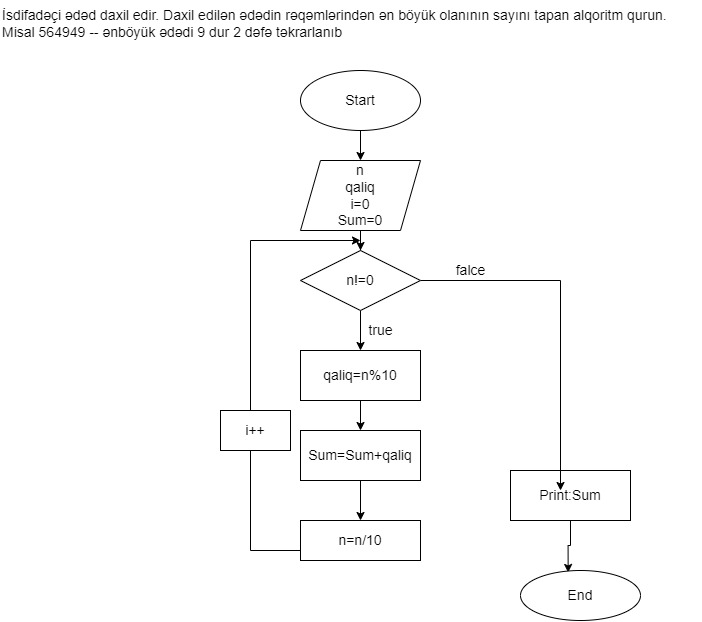 İsdifadəçi ədəd daxil edir. Daxil edilən ədədin rəqəmlərindən ən böyük olanının sayını tapan alqoritm qurun.
Misal 564949 -- ənböyük ədədi 9 dur 2 dəfə təkrarlanıb
Start
n
qaliq
i=0
Sum=0
n!=0
falce
true
qaliq=n%10
i++
Sum=Sum+qaliq
Print:Sum
n=n/10
End